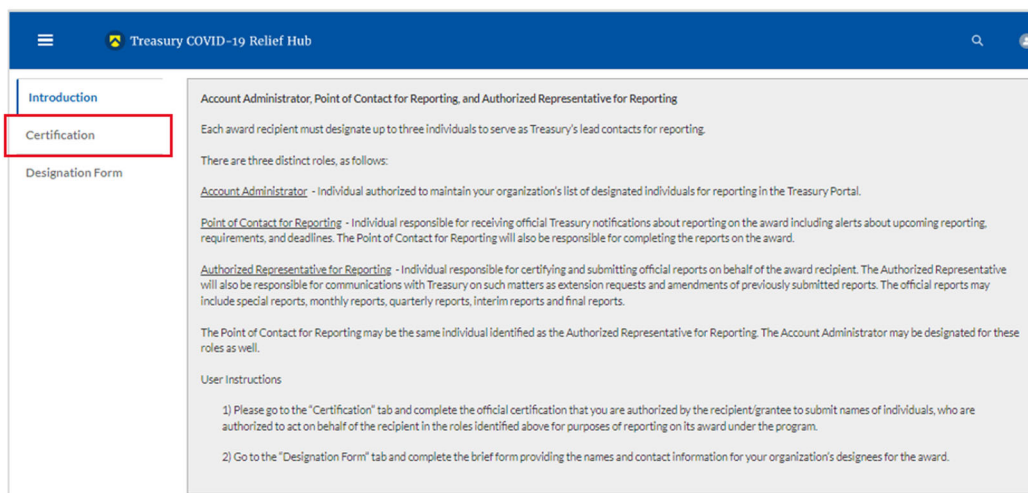 Treasury COVID-19 Relief Hub
Introduction
Certification
Designation Form
Account Administrator, Point of Contact for Reporting, and Authorized Representative for Reporting
Each award recipient must designate up to three individuals to serve as Treasury's lead contacts for reporting.
There are three distinct roles, as follows:
Account Administrator - Individual authorized to maintain your organization's list of designated individuals for reporting in the Treasury Portal.
Point of Contact for Reporting - Individual responsible for receiving official Treasury notifications about reporting on the award including alerts about upcoming reporting,
requirements, and deadlines. The Point of Contact for Reporting will also be responsible for completing the reports on the award.
Authorized Representative for Reporting - Individual responsible for certifying and submitting official reports on behalf of the award recipient. The Authorized Representative
will also be responsible for communications with Treasury on such matters as extension requests and amendments of previously submitted reports. The official reports may
include special reports, monthly reports, quarterly reports, interim reports and final reports.
The Point of Contact for Reporting may be the same individual identified as the Authorized Representative for Reporting. The Account Administrator may be designated for these
roles as well.
User Instructions
1) Please go to the "Certification" tab and complete the official certification that you are authorized by the recipient/grantee to submit names of individuals, who are
authorized to act on behalf of the recipient in the roles identified above for purposes of reporting on its award under the program.
2) Go to the "Designation Form" tab and complete the brief form providing the names and contact information for your organization's designees for the award.